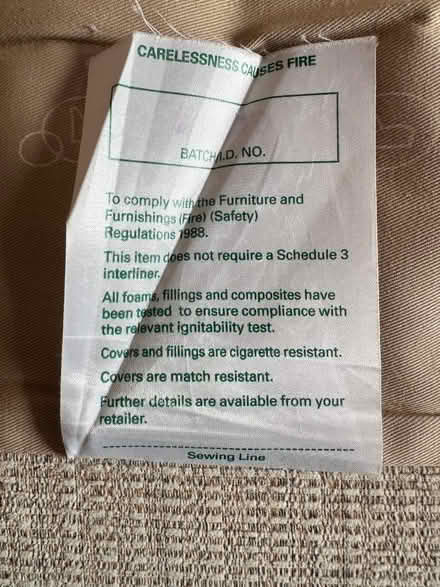 CARELESSNESS CAUSES FIRE
BATCH/I.D. NO.
To comply with the Furniture and
Furnishings (Fire) (Safety)
Regulations 1988.
This item does not require a Schedule 3
interliner.
All foams, fillings and composites have
been tested to ensure compliance with
the relevant ignitability test.
Covers and fillings are cigarette resistant.
Covers are match resistant.
Further details are available from your
retailer.
Sewing Line